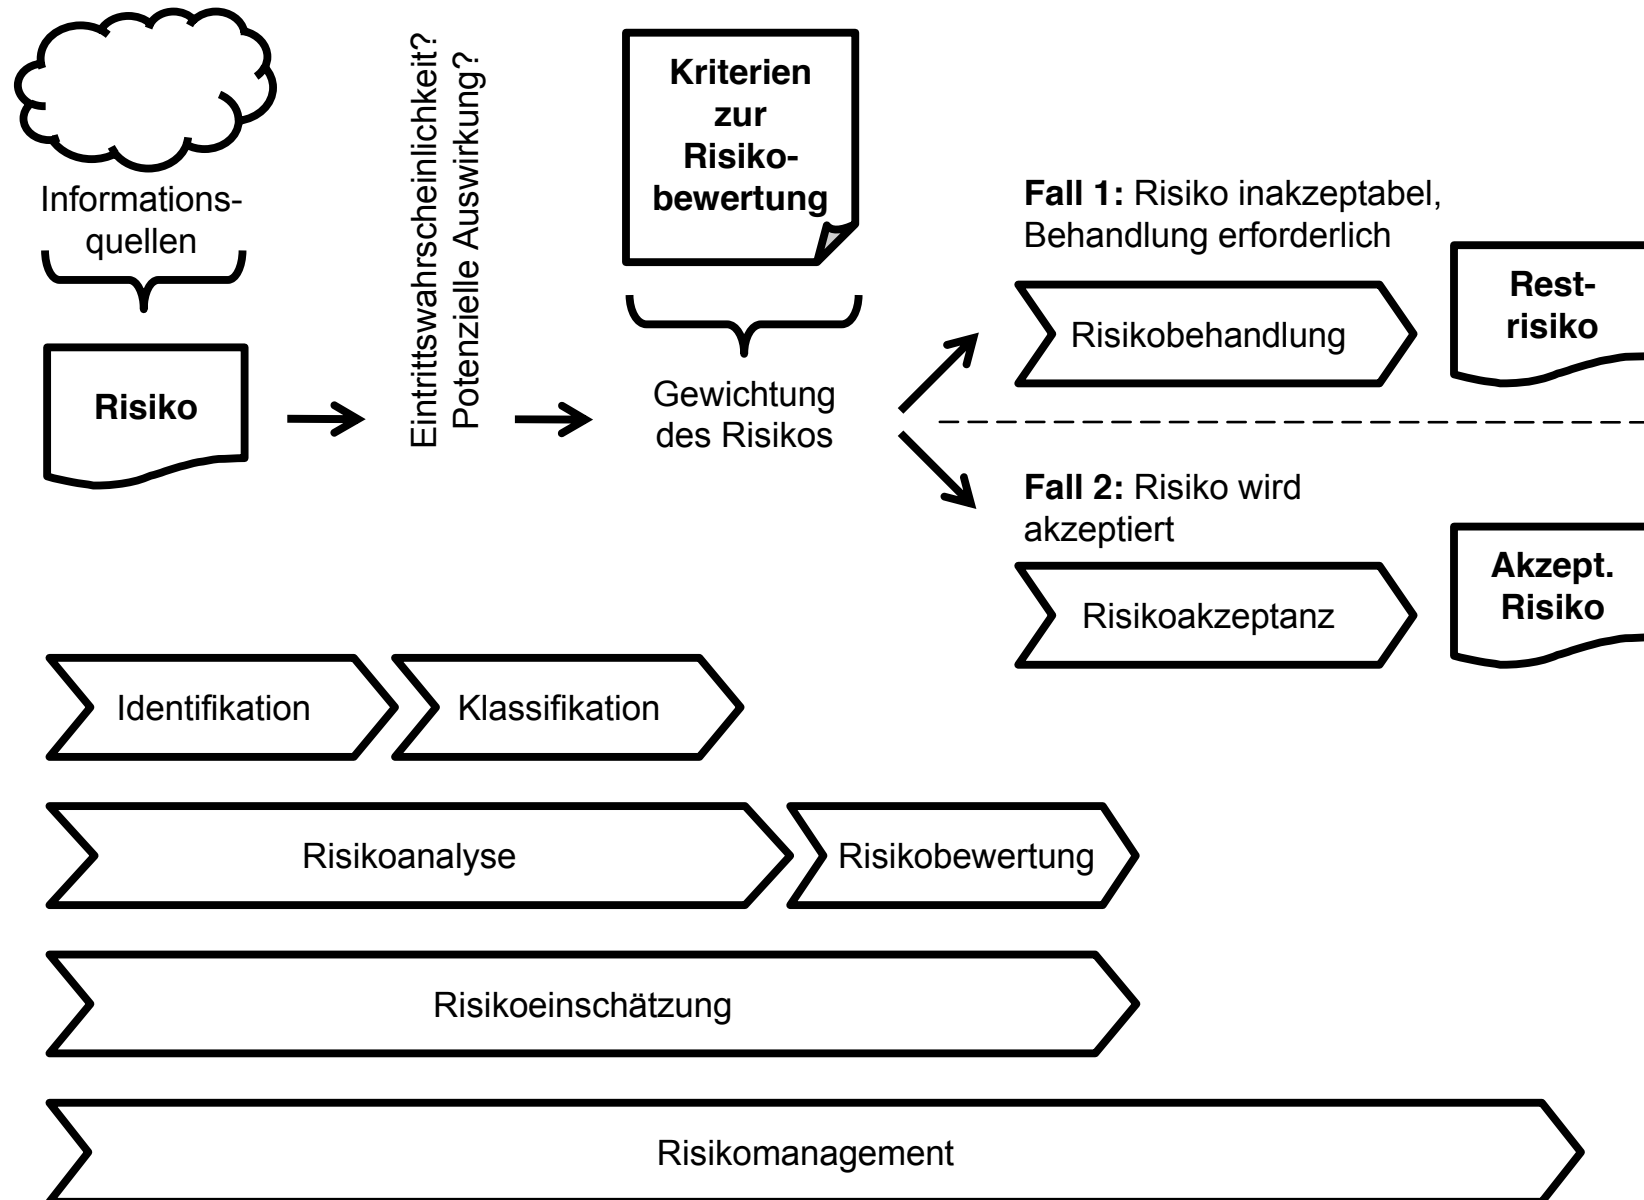 Informations-
quellen
Risiko
Eintrittswahrscheinlichkeit?
Potenzielle Auswirkung?
Kriterien
zur
Risiko-
bewertung
Gewichtung
des Risikos
Fall 1: Risiko inakzeptabel,
Behandlung erforderlich
Risikobehandlung
Rest-
risiko
Fall 2: Risiko wird
akzeptiert
Risikoakzeptanz
Akzept.
Risiko
Identifikation
Klassifikation
Risikoanalyse
Risikobewertung
Risikoeinschätzung
Risikomanagement